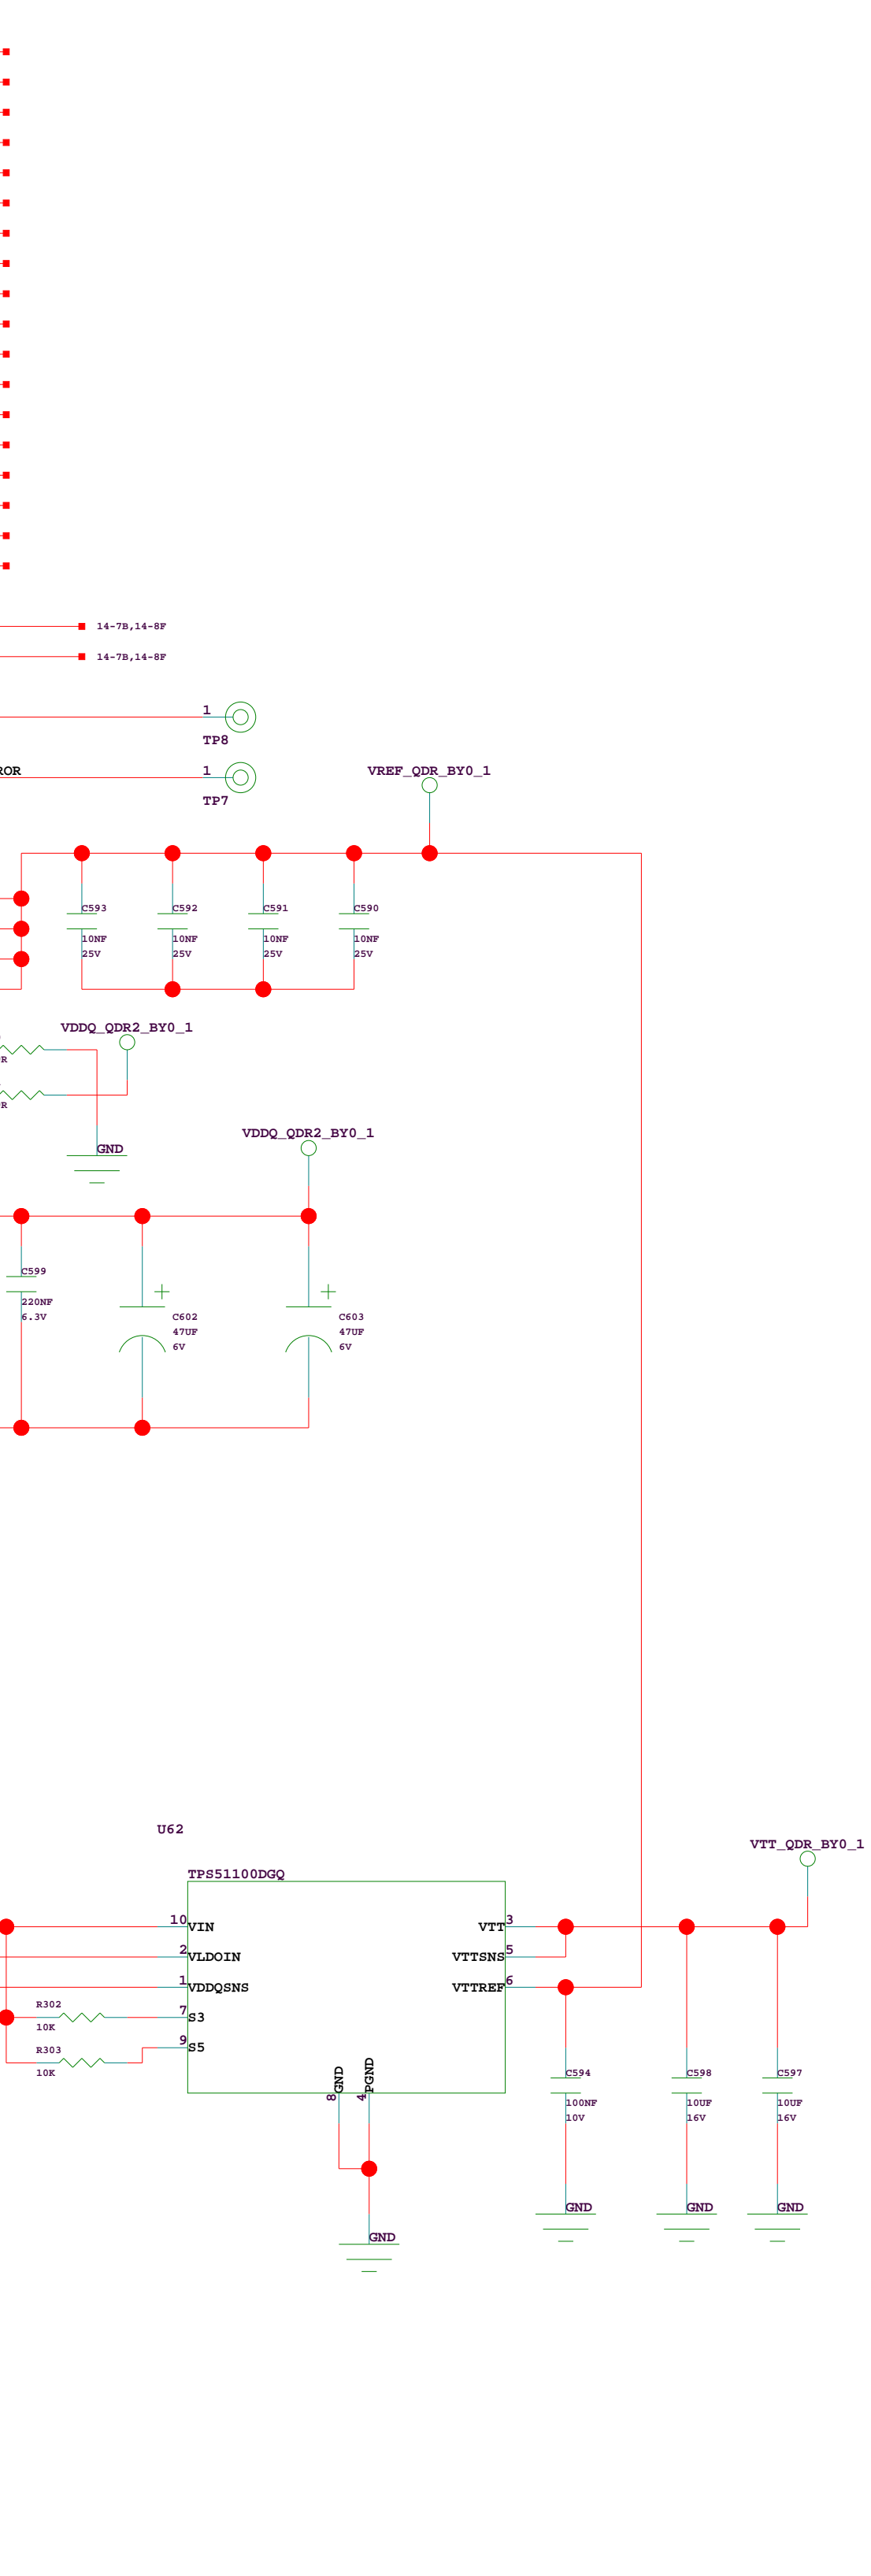 14-7B,14-8F
14-7B,14-8F
1
TP8
ROR
1
TP7
VREF_QDR_BY0_1
C593
10NF
25V
C592
10NF
25V
C591
10NF
25V
C590
10NF
25V
VDDQ_QDR2_BY0_1
R
R
GND
VDDQ_QDR2_BY0_1
C599
220NF
6.3V
C602
47UF
6V
C603
47UF
6V
U62
TPS51100DGQ
VTT_QDR_BY0_1
10 VIN
2 VLDOIN
1 VDDQSNS
7 S3
9 S5
VTT 3
VTTSNS 5
VTTREF 6
R302
10K
R303
10K
8 GND
4 PGND
GND
C594
100NF
10V
GND
C598
10UF
16V
GND
C597
10UF
16V
GND